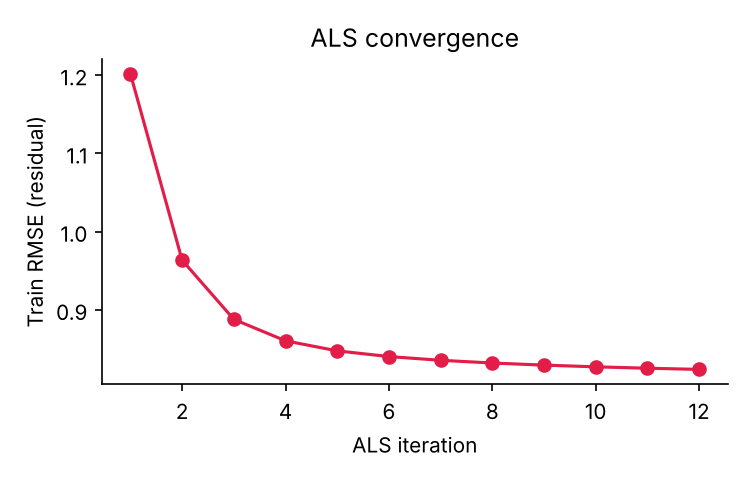 ALS convergence
Train RMSE (residual)
1.2
1.1
1.0
0.9
2 4 6 8 10 12
ALS iteration